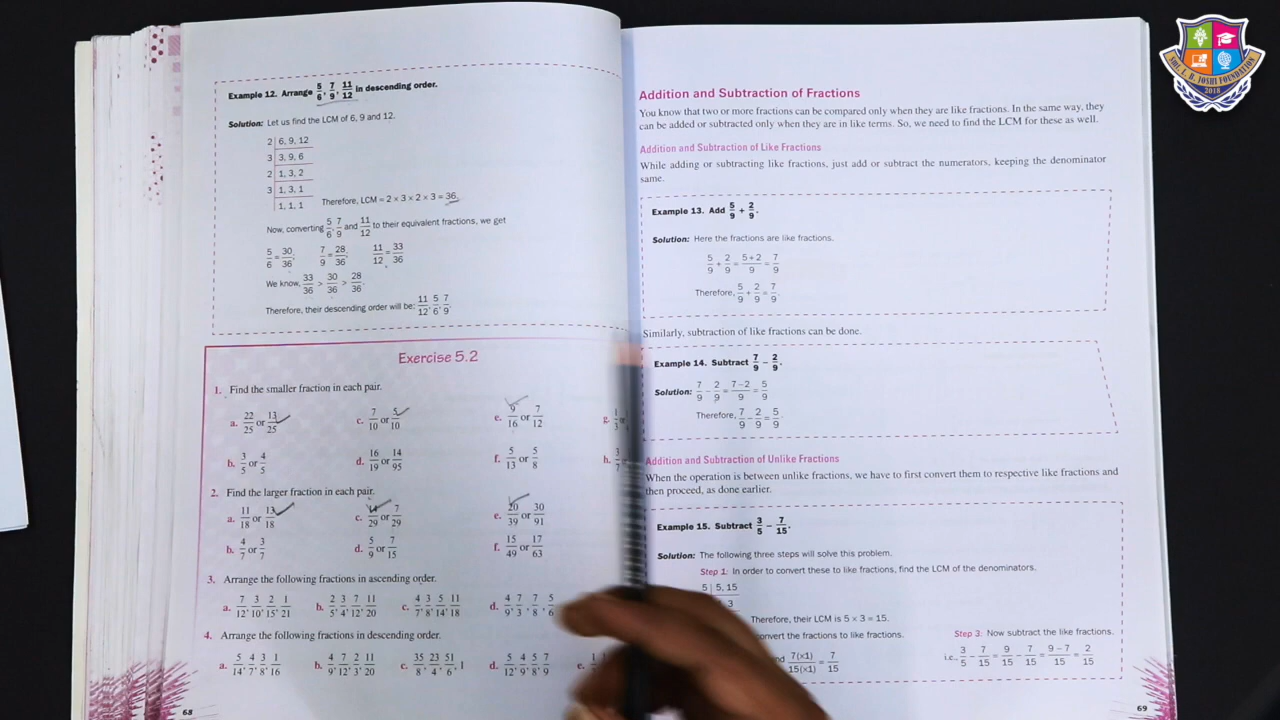 Example 12. Arrange 5/6, 7/9, 11/12 in descending order.
Solution: Let us find the LCM of 6, 9 and 12.
2 | 6, 9, 12
3 | 3, 9, 6
2 | 1, 3, 2
3 | 1, 3, 1
| 1, 1, 1
Therefore, LCM = 2 × 3 × 2 × 3 = 36.
Now, converting 5/6, 7/9 and 11/12 to their equivalent fractions, we get
5/6 = 30/36; 7/9 = 28/36; 11/12 = 33/36
We know, 33/36 > 30/36 > 28/36.
Therefore, their descending order will be: 11/12, 5/6, 7/9.
Exercise 5.2
1. Find the smaller fraction in each pair.
a. 22/25 or 13/25 c. 7/10 or 5/10 e. 9/16 or 7/12 g. 1/3 or
b. 3/5 or 4/5 d. 16/19 or 14/95 f. 5/13 or 5/8 h. 3/7
2. Find the larger fraction in each pair.
a. 11/18 or 13/18 c. /29 or 7/29 e. 20/39 or 30/91
b. 4/7 or 3/7 d. 5/9 or 7/15 f. 15/49 or 17/63
3. Arrange the following fractions in ascending order.
a. 7/12, 3/10, 2/15, 1/21 b. 2/5, 3/4, 7/12, 11/20 c. 4/7, 3/8, 5/14, 11/18 d. 4/9, 7/3, 7/8, 5/6
4. Arrange the following fractions in descending order.
a. 5/14, 4/7, 3/8, 1/16 b. 4/9, 7/12, 2/3, 11/20 c. 35/8, 23/4, 51/6, 1 d. 5/12, 4/9, 5/8, 7/9 e.
68
Addition and Subtraction of Fractions
You know that two or more fractions can be compared only when they are like fractions. In the same way, they
can be added or subtracted only when they are in like terms. So, we need to find the LCM for these as well.
Addition and Subtraction of Like Fractions
While adding or subtracting like fractions, just add or subtract the numerators, keeping the denominator
same.
Example 13. Add 5/9 + 2/9.
Solution: Here the fractions are like fractions.
5/9 + 2/9 = 5+2/9 = 7/9
Therefore, 5/9 + 2/9 = 7/9.
Similarly, subtraction of like fractions can be done.
Example 14. Subtract 7/9 − 2/9.
Solution: 7/9 − 2/9 = 7−2/9 = 5/9
Therefore, 7/9 − 2/9 = 5/9.
Addition and Subtraction of Unlike Fractions
When the operation is between unlike fractions, we have to first convert them to respective like fractions and
then proceed, as done earlier.
Example 15. Subtract 3/5 − 7/15.
Solution: The following three steps will solve this problem.
Step 1: In order to convert these to like fractions, find the LCM of the denominators.
5 | 5, 15
3
Therefore, their LCM is 5 × 3 = 15.
convert the fractions to like fractions.
and 7(×1)/15(×1) = 7/15
Step 3: Now subtract the like fractions.
i.e., 3/5 − 7/15 = 9/15 − 7/15 = 9−7/15 = 2/15
69
SHRI. L. H. JOSHI FOUNDATION
2018